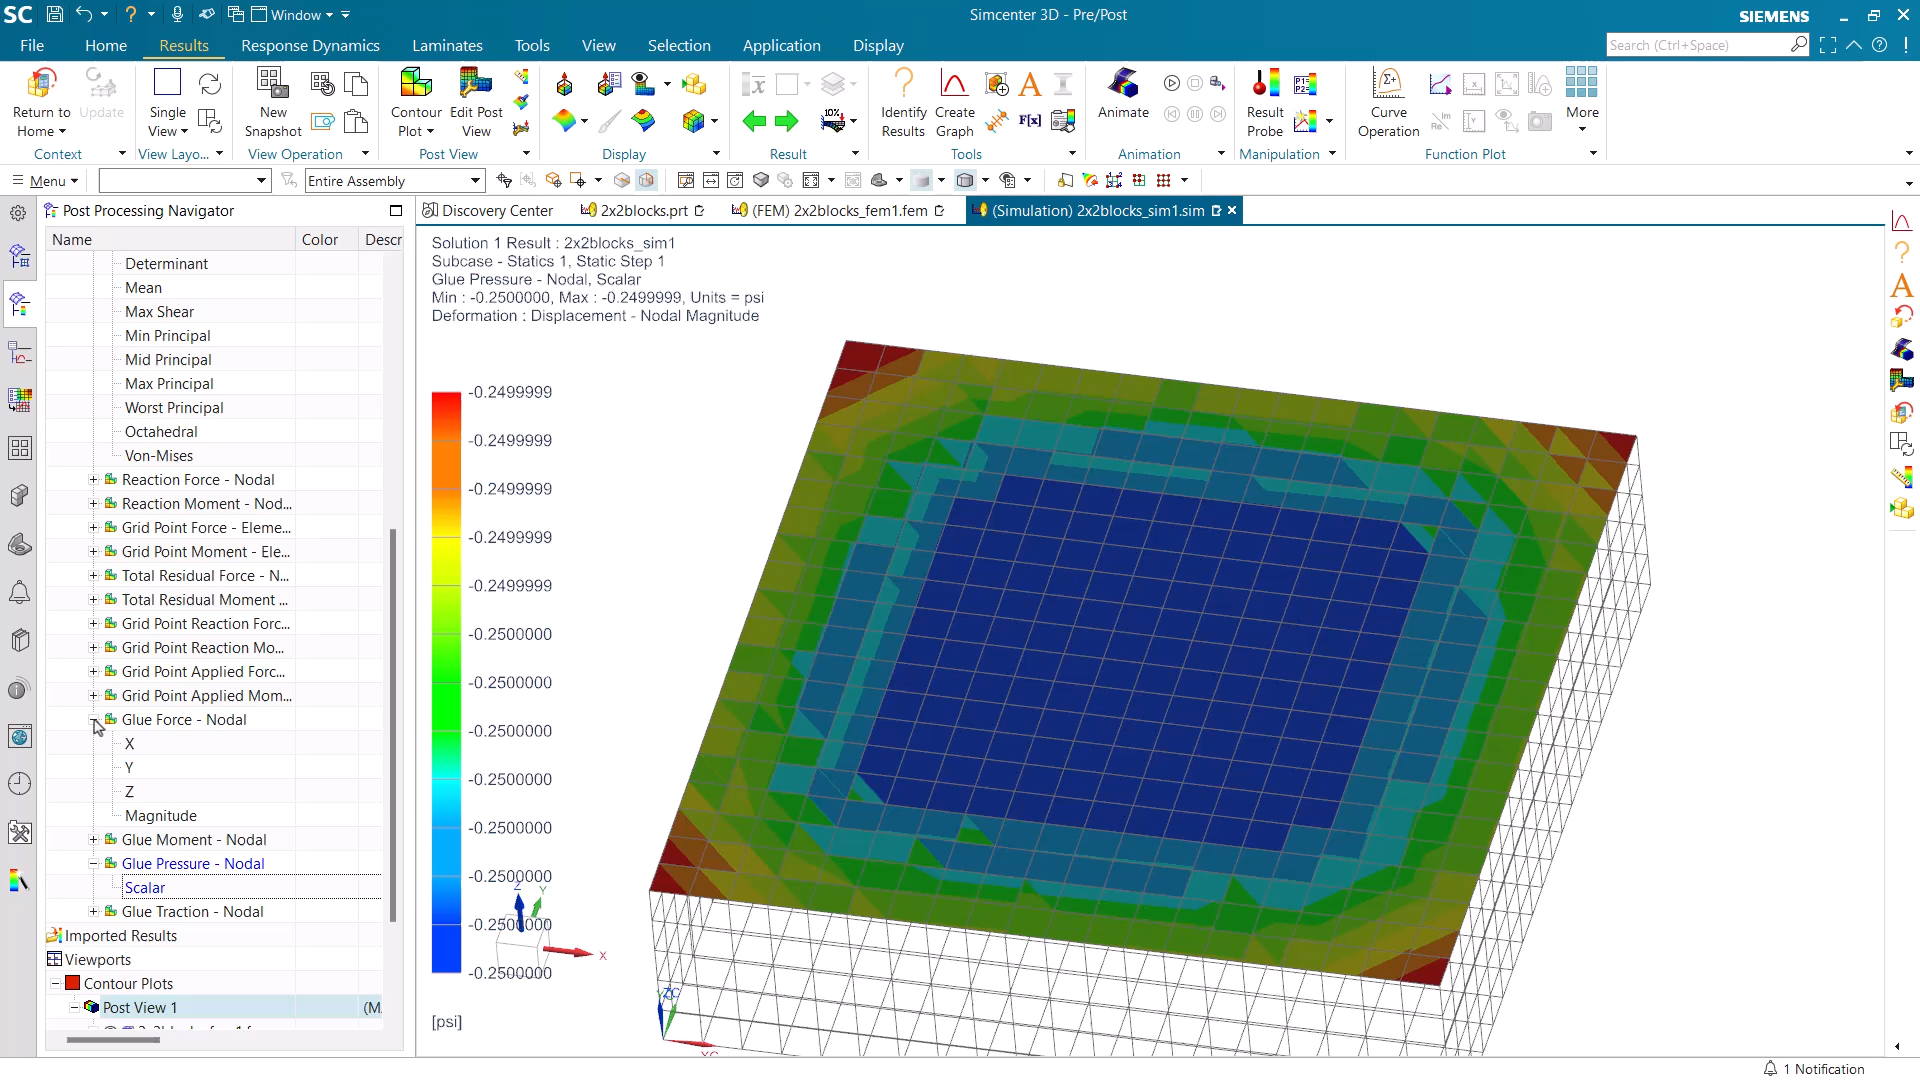 SC
Window
Simcenter 3D - Pre/Post
SIEMENS
File
Home
Results
Response Dynamics
Laminates
Tools
View
Selection
Application
Display
Search (Ctrl+Space)
Return to Home
Update
Single View
New Snapshot
Contour Plot
Edit Post View
10%
Identify Results
Create Graph
F[x]
Animate
Result Probe
Curve Operation
More
Context
View Layo...
View Operation
Post View
Display
Result
Tools
Animation
Manipulation
Function Plot
Menu
Entire Assembly
Post Processing Navigator
Discovery Center
2x2blocks.prt
(FEM) 2x2blocks_fem1.fem
(Simulation) 2x2blocks_sim1.sim
Name
Color
Descr
Determinant
Mean
Max Shear
Min Principal
Mid Principal
Max Principal
Worst Principal
Octahedral
Von-Mises
Reaction Force - Nodal
Reaction Moment - Nod...
Grid Point Force - Eleme...
Grid Point Moment - Ele...
Total Residual Force - N...
Total Residual Moment ...
Grid Point Reaction Forc...
Grid Point Reaction Mo...
Grid Point Applied Forc...
Grid Point Applied Mom...
Glue Force - Nodal
X
Y
Z
Magnitude
Glue Moment - Nodal
Glue Pressure - Nodal
Scalar
Glue Traction - Nodal
Imported Results
Viewports
Contour Plots
Post View 1
(M.
Solution 1 Result : 2x2blocks_sim1
Subcase - Statics 1, Static Step 1
Glue Pressure - Nodal, Scalar
Min : -0.2500000, Max : -0.2499999, Units = psi
Deformation : Displacement - Nodal Magnitude
-0.2499999
-0.2499999
-0.2499999
-0.2499999
-0.2499999
-0.2500000
-0.2500000
-0.2500000
-0.2500000
-0.2500000
-0.2500000
-0.2500000
-0.2500000
[psi]
Z
Y
X
XC
1 Notification